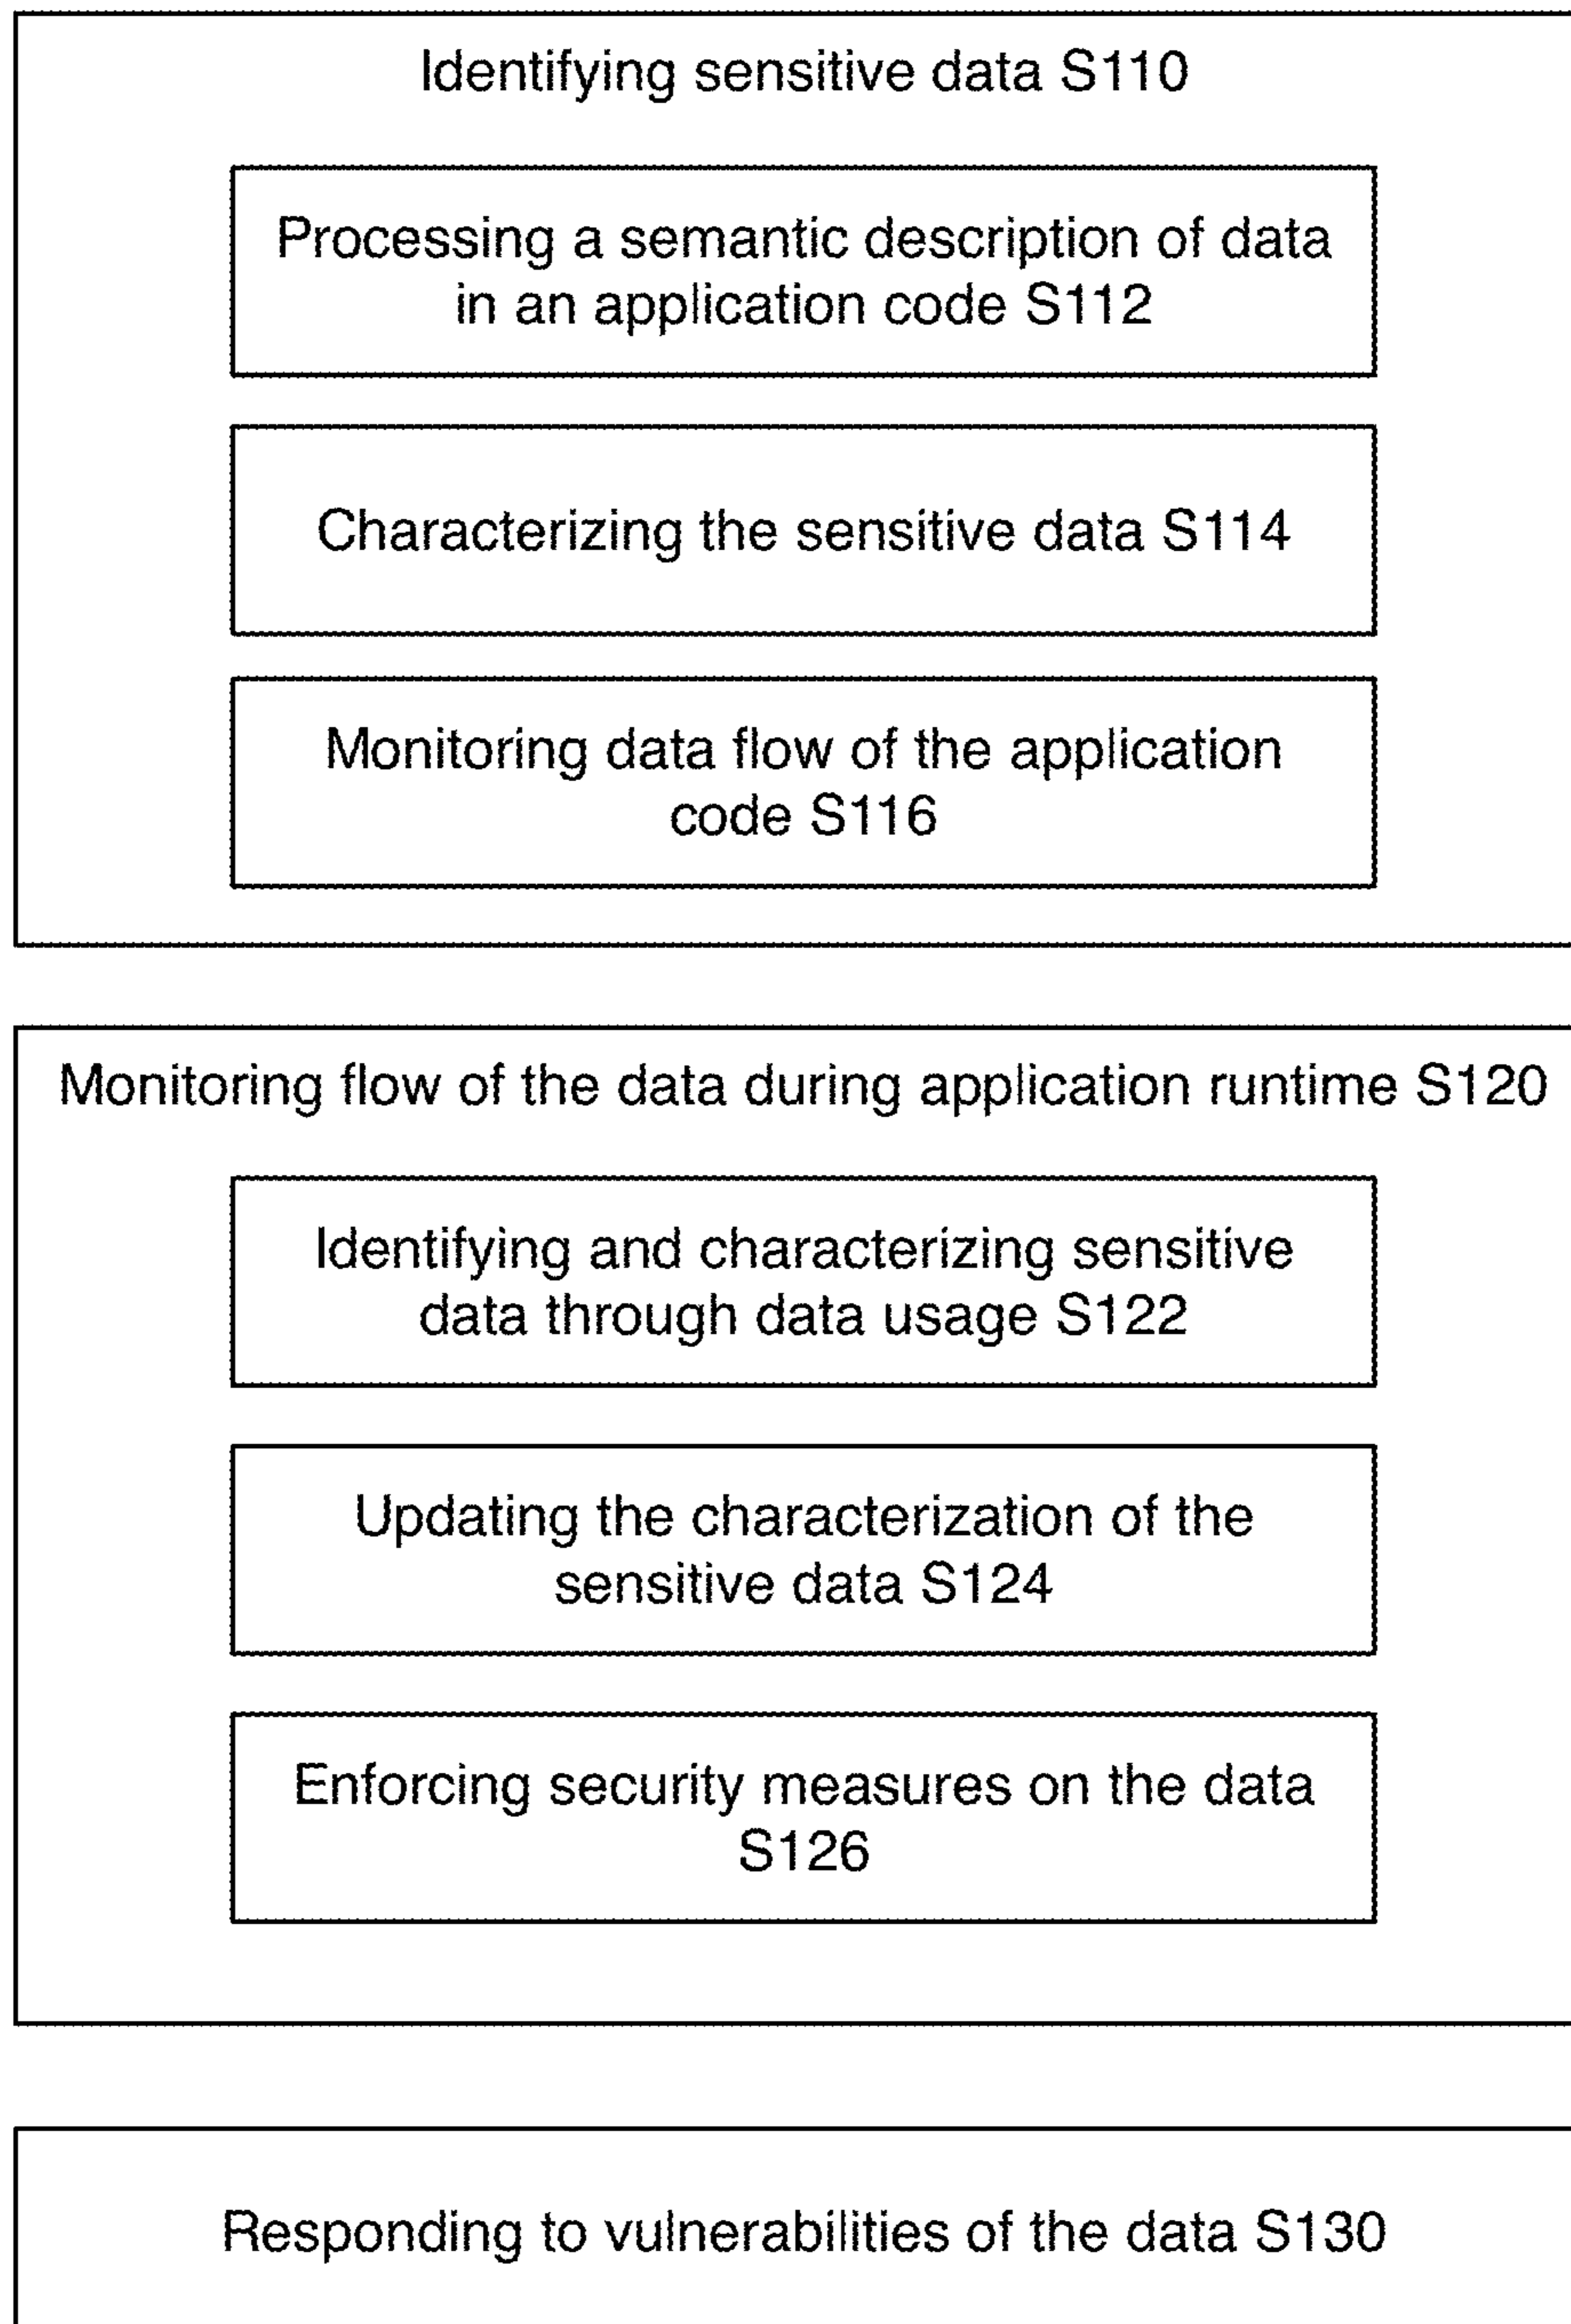 Identifying sensitive data S110
Processing a semantic description of data
in an application code S112
Characterizing the sensitive data S114
Monitoring data flow of the application
code S116
Monitoring flow of the data during application runtime S120
Identifying and characterizing sensitive
data through data usage S122
Updating the characterization of the
sensitive data S124
Enforcing security measures on the data
S126
Responding to vulnerabilities of the data S130